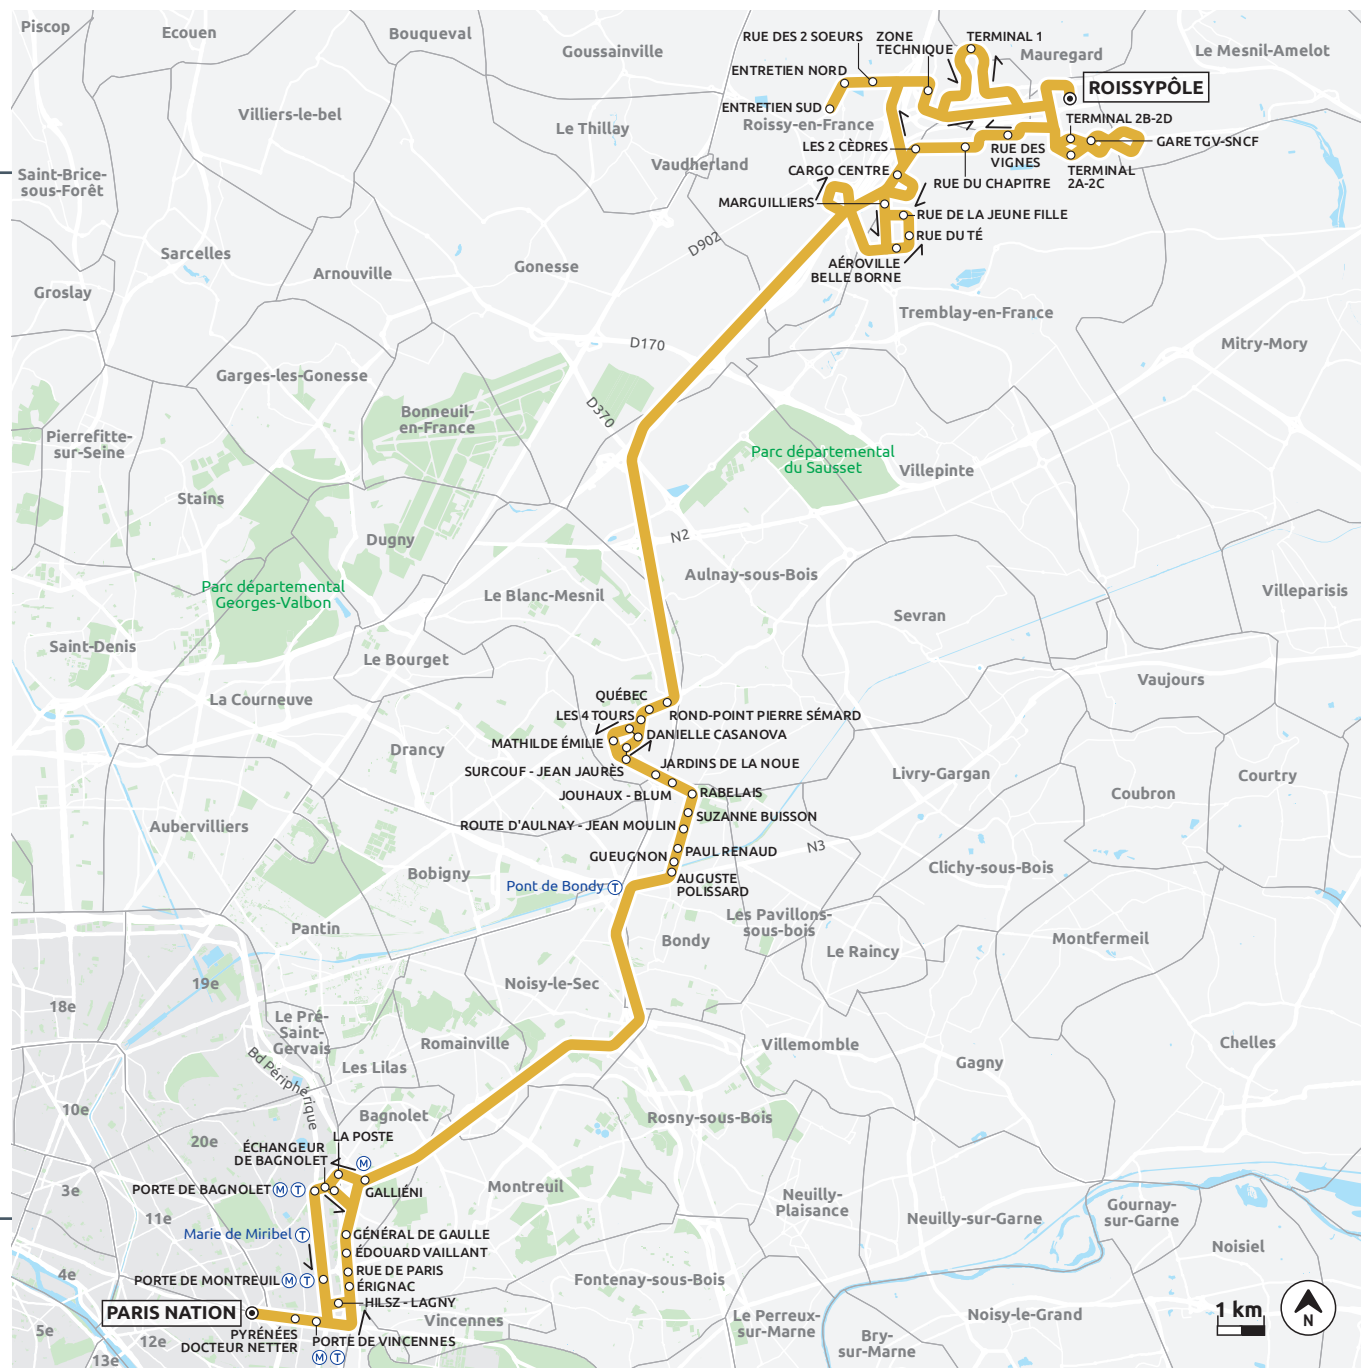 Piscop
Ecouen
Bouqueval
Goussainville
RUE DES 2 SOEURS
ZONE
TECHNIQUE
TERMINAL 1
Mauregard
Le Mesnil-Amelot
ENTRETIEN NORD
ROISSYPÔLE
Villiers-le-bel
ENTRETIEN SUD
Roissy-en-France
TERMINAL 2B-2D
Le Thillay
GARE TGV-SNCF
LES 2 CÈDRES
RUE DES
VIGNES
Vaudherland
CARGO CENTRE
TERMINAL
2A-2C
RUE DU CHAPITRE
Saint-Brice-
sous-Forêt
MARGUILLIERS
RUE DE LA JEUNE FILLE
RUE DU TÉ
D902
Sarcelles
Arnouville
Gonesse
AÉROVILLE
BELLE BORNE
Groslay
Tremblay-en-France
D170
Mitry-Mory
Garges-les-Gonesse
D370
Bonneuil-
en-France
Pierrefitte-
sur-Seine
Parc départemental
du Sausset
Villepinte
Stains
Dugny
N2
Aulnay-sous-Bois
Parc départemental
Georges-Valbon
Le Blanc-Mesnil
Villeparisis
Sevran
Saint-Denis
Le Bourget
Vaujours
La Courneuve
QUÉBEC
LES 4 TOURS
ROND-POINT PIERRE SÉMARD
DANIELLE CASANOVA
MATHILDE ÉMILIE
Drancy
JARDINS DE LA NOUE
SURCOUF - JEAN JAURÈS
Livry-Gargan
Courtry
JOUHAUX - BLUM
RABELAIS
Coubron
SUZANNE BUISSON
Aubervilliers
ROUTE D'AULNAY - JEAN MOULIN
N3
PAUL RENAUD
GUEUGNON
Clichy-sous-Bois
Bobigny
AUGUSTE
POLISSARD
Pont de Bondy T
Les Pavillons-
sous-bois
Pantin
Bondy
Montfermeil
Le Raincy
19e
Noisy-le-Sec
18e
Le Pré-
Saint-
Gervais
Romainville
Villemomble
Chelles
Gagny
Les Lilas
Bd Périphérique
10e
Bagnolet
Rosny-sous-Bois
20e
LA POSTE
ÉCHANGEUR
DE BAGNOLET
M
PORTE DE BAGNOLET M T
GALLIÉNI
3e
Montreuil
Neuilly-
Plaisance
11e
Neuilly-sur-Garne
Gournay-
sur-Garne
Marie de Miribel T
GÉNÉRAL DE GAULLE
ÉDOUARD VAILLANT
Noisiel
RUE DE PARIS
4e
PORTE DE MONTREUIL M T
ÉRIGNAC
Fontenay-sous-Bois
HILSZ - LAGNY
PARIS NATION
Vincennes
Le Perreux-
sur-Marne
Noisy-le-Grand
1 km
N
5e
12e
PYRÉNÉES
DOCTEUR NETTER
PORTE DE VINCENNES
M T
Bry-
sur-Marne
13e